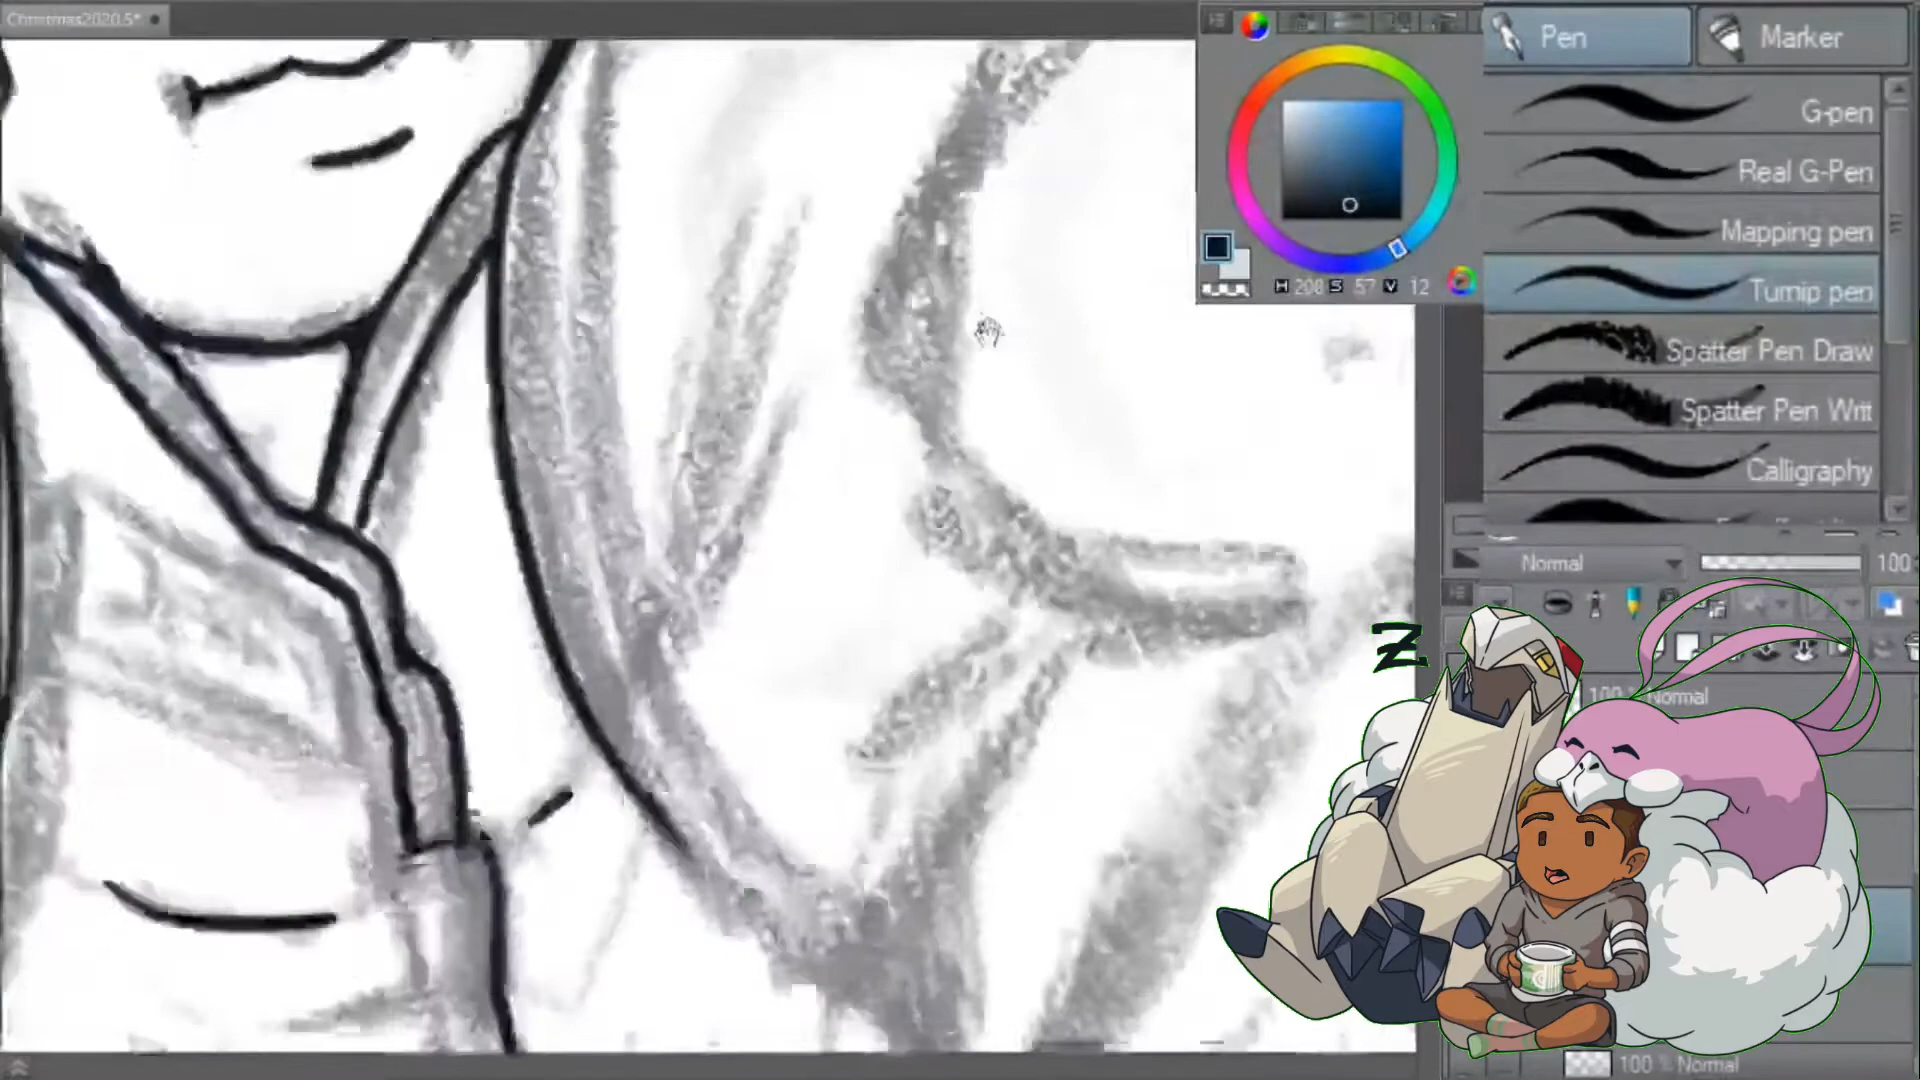 Christmas2020.5*
Pen
Marker
G-pen
Real G-Pen
Mapping pen
Turnip pen
Spatter Pen Draw
Spatter Pen Writ
Calligraphy
H 208 S 57 V 12
Normal
100
Z
100 % Normal
100 % Normal